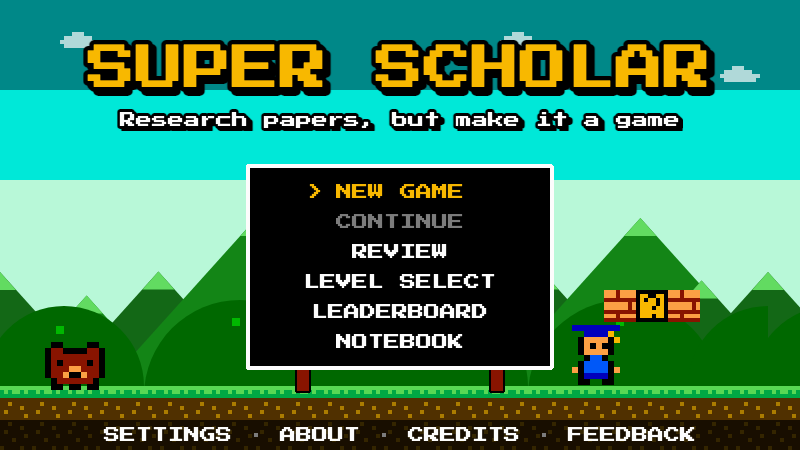 SUPER SCHOLAR
Research papers, but make it a game
> NEW GAME
CONTINUE
REVIEW
LEVEL SELECT
LEADERBOARD
NOTEBOOK
SETTINGS · ABOUT · CREDITS · FEEDBACK